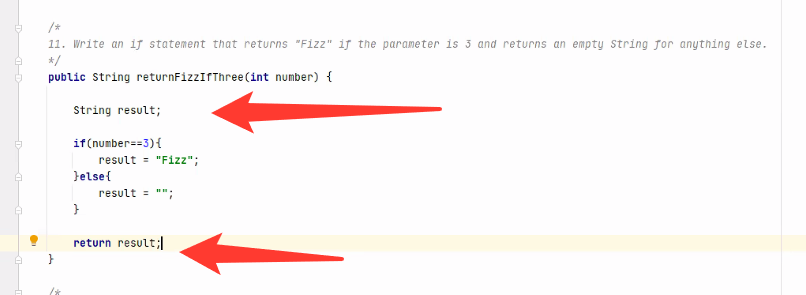 /*
11. Write an if statement that returns "Fizz" if the parameter is 3 and returns an empty String for anything else.
*/
public String returnFizzIfThree(int number) {
String result;
if(number==3){
result = "Fizz";
}else{
result = "";
}
return result;
}
/*